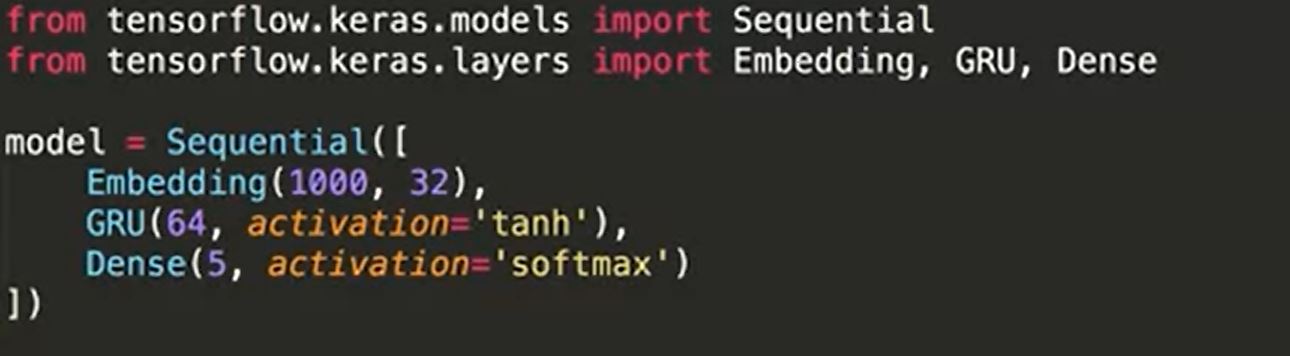 from tensorflow.keras.models import Sequential
from tensorflow.keras.layers import Embedding, GRU, Dense

model = Sequential([
    Embedding(1000, 32),
    GRU(64, activation='tanh'),
    Dense(5, activation='softmax')
])